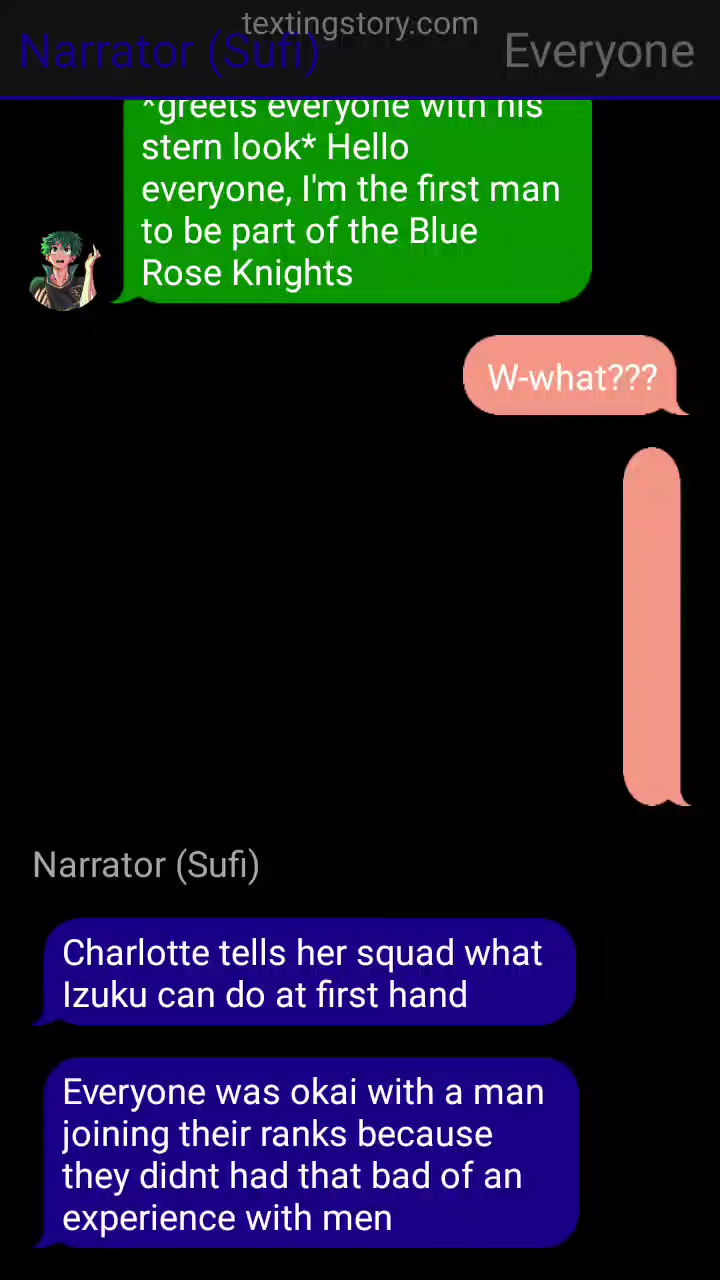 textingstory.com
Narrator (Sufi)
Everyone
*greets everyone with his
stern look* Hello
everyone, I'm the first man
to be part of the Blue
Rose Knights
W-what???
Narrator (Sufi)
Charlotte tells her squad what
Izuku can do at first hand
Everyone was okai with a man
joining their ranks because
they didnt had that bad of an
experience with men